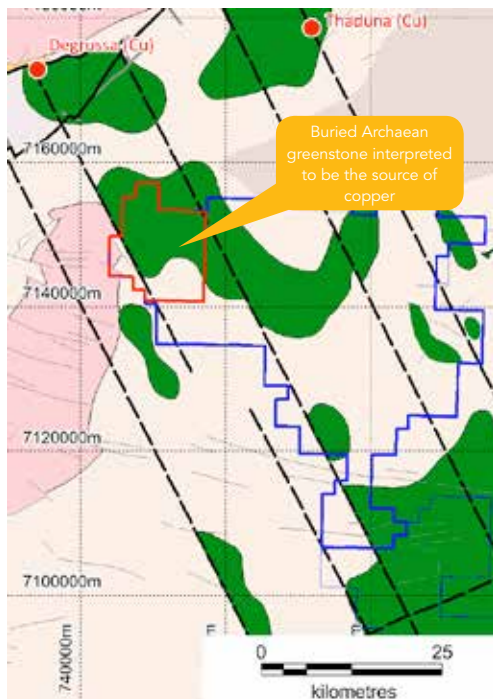 Degrussa (Cu)
Thaduna (Cu)
7160000m
Buried Archaean
greenstone interpreted
to be the source of
copper
7140000m
7120000m
7100000m
740000m
0
25
kilometres